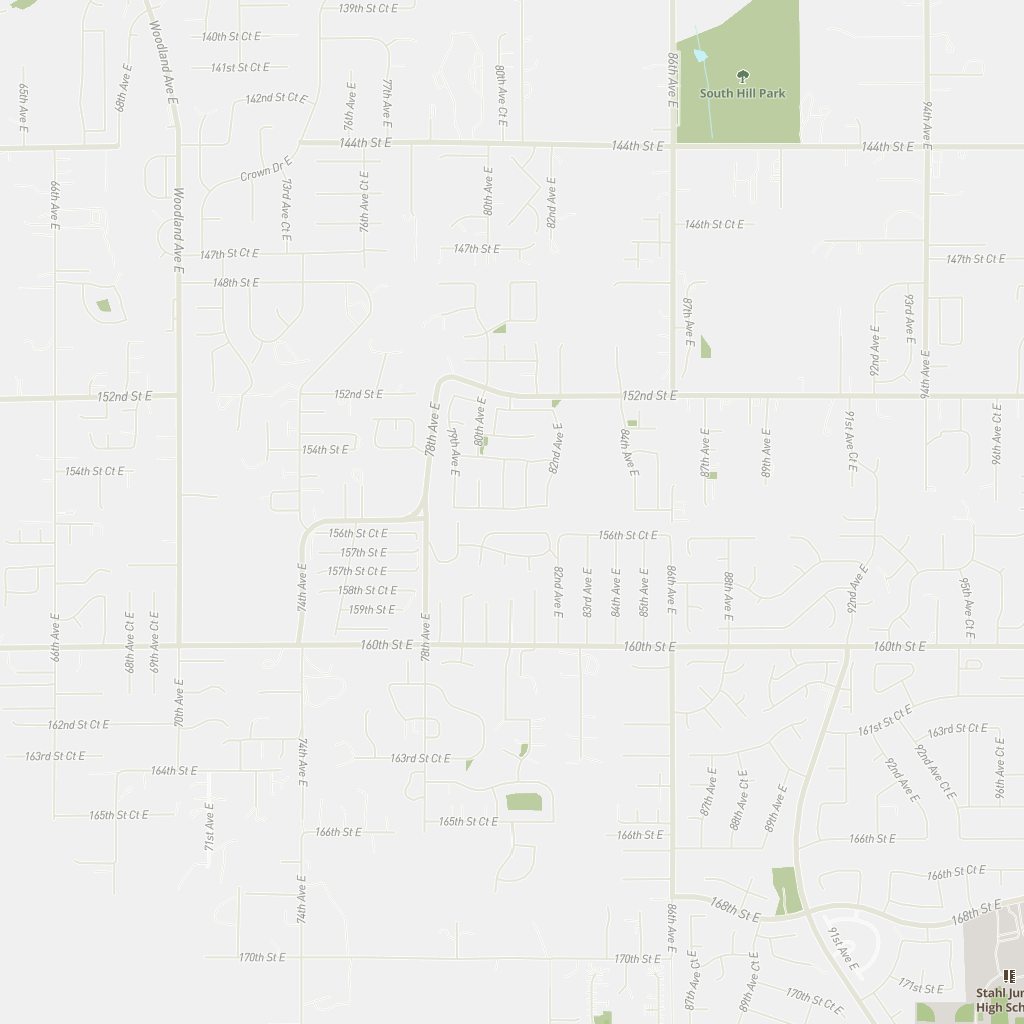 139th St Ct E
140th St Ct E
141st St Ct E
142nd St Ct E
Woodland Ave E
68th Ave E
65th Ave E
76th Ave E
77th Ave E
80th Ave Ct E
86th Ave E
South Hill Park
94th Ave E
144th St E
144th St E
144th St E
Crown Dr E
66th Ave E
Woodland Ave E
73rd Ave Ct E
76th Ave Ct E
80th Ave E
82nd Ave E
146th St Ct E
147th St Ct E
147th St E
147th St Ct E
148th St E
87th Ave E
93rd Ave E
92nd Ave E
94th Ave E
152nd St E
152nd St E
152nd St E
78th Ave E
80th Ave E
79th Ave E
82nd Ave E
84th Ave E
87th Ave E
89th Ave E
91st Ave Ct E
96th Ave Ct E
154th St E
154th St Ct E
156th St Ct E
156th St Ct E
157th St E
157th St Ct E
158th St Ct E
159th St E
74th Ave E
82nd Ave E
83rd Ave E
84th Ave E
85th Ave E
86th Ave E
88th Ave E
92nd Ave E
95th Ave Ct E
66th Ave E
68th Ave Ct E
69th Ave Ct E
78th Ave E
160th St E
160th St E
160th St E
70th Ave E
162nd St Ct E
163rd St Ct E
164th St E
74th Ave E
163rd St Ct E
161st St Ct E
163rd St Ct E
92nd Ave E
92nd Ave Ct E
96th Ave Ct E
87th Ave E
88th Ave Ct E
89th Ave E
165th St Ct E
71st Ave E
166th St Ct E
165th St Ct E
166th St E
166th St E
166th St Ct E
74th Ave E
168th St E
168th St E
86th Ave E
91st Ave E
170th St E
170th St E
87th Ave Ct E
89th Ave Ct E
170th St Ct E
171st St E
Stahl Jun
High Sch